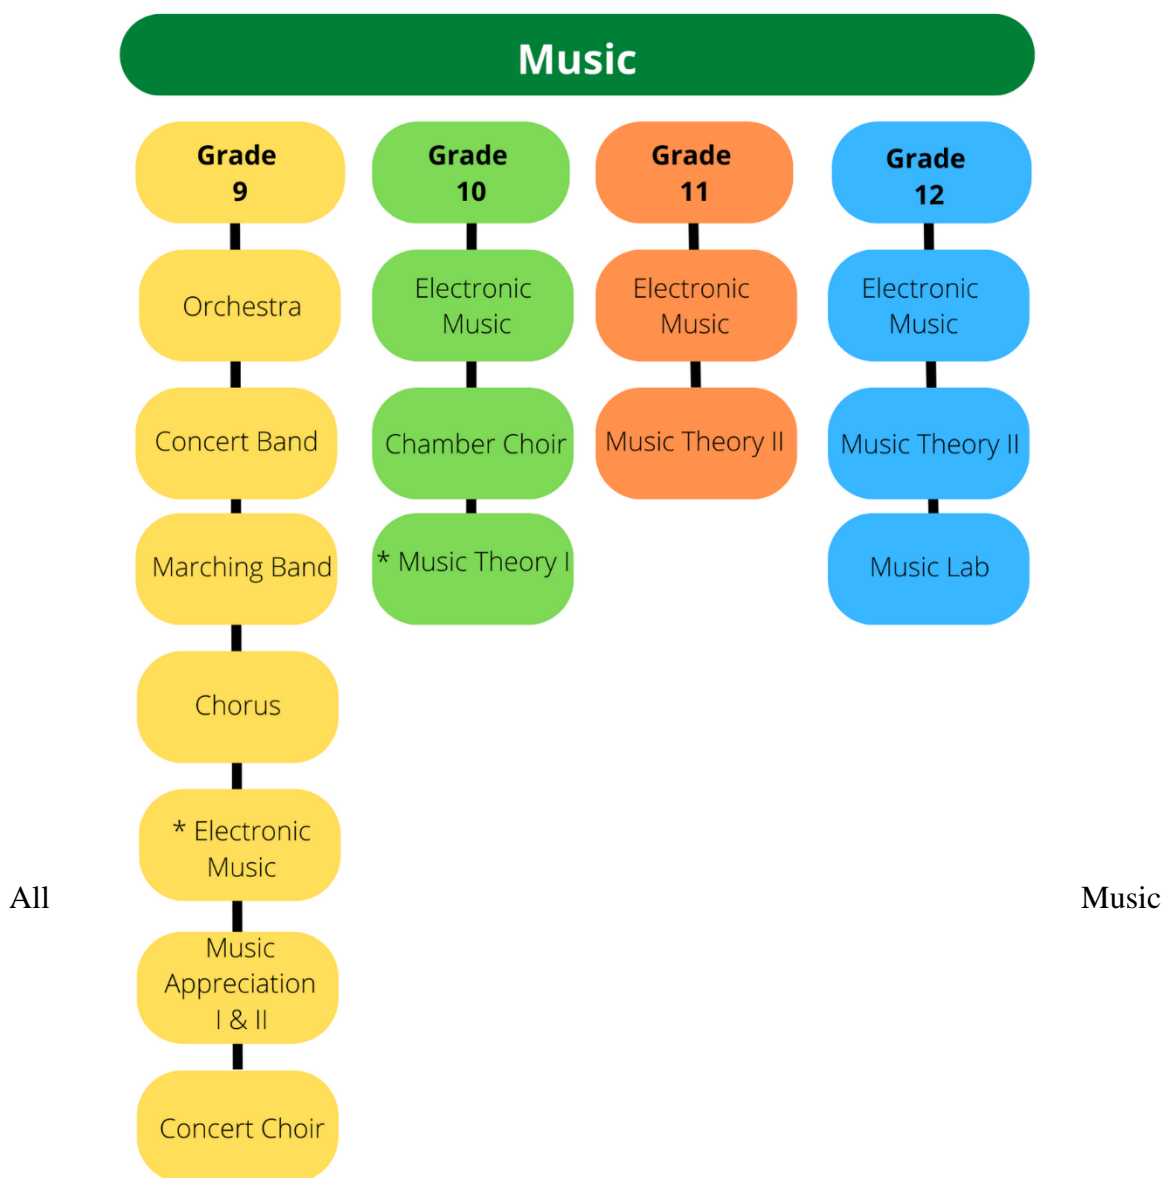 Music
Grade
9
Orchestra
Concert Band
Marching Band
Chorus
* Electronic
Music
Music
Appreciation
I & II
Concert Choir
Grade
10
Electronic
Music
Chamber Choir
* Music Theory I
Grade
11
Electronic
Music
Music Theory II
Grade
12
Electronic
Music
Music Theory II
Music Lab
All Music